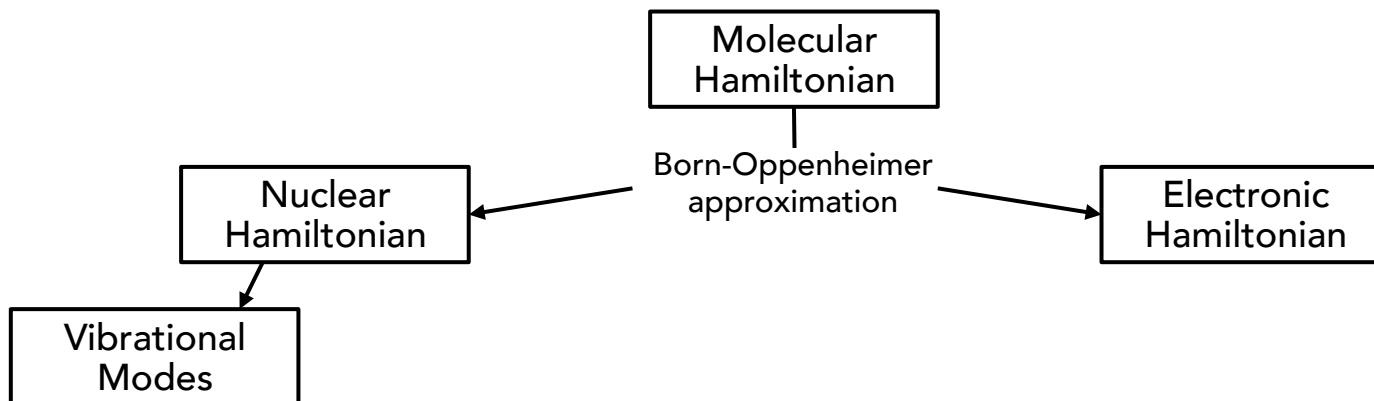 Molecular
Hamiltonian
Born-Oppenheimer
approximation
Nuclear
Hamiltonian
Electronic
Hamiltonian
Vibrational
Modes